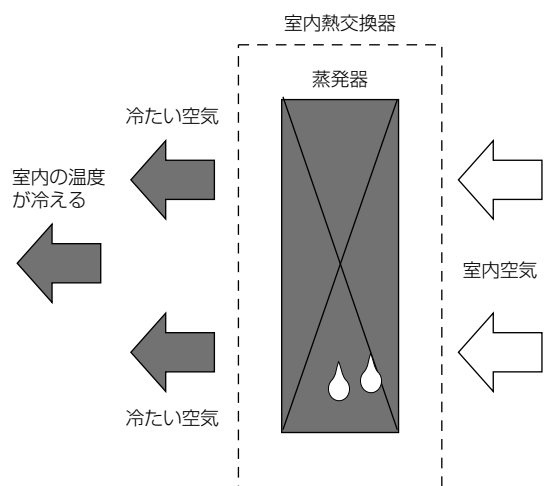 室内熱交換器
蒸発器
冷たい空気
室内の温度
が冷える
室内空気
冷たい空気